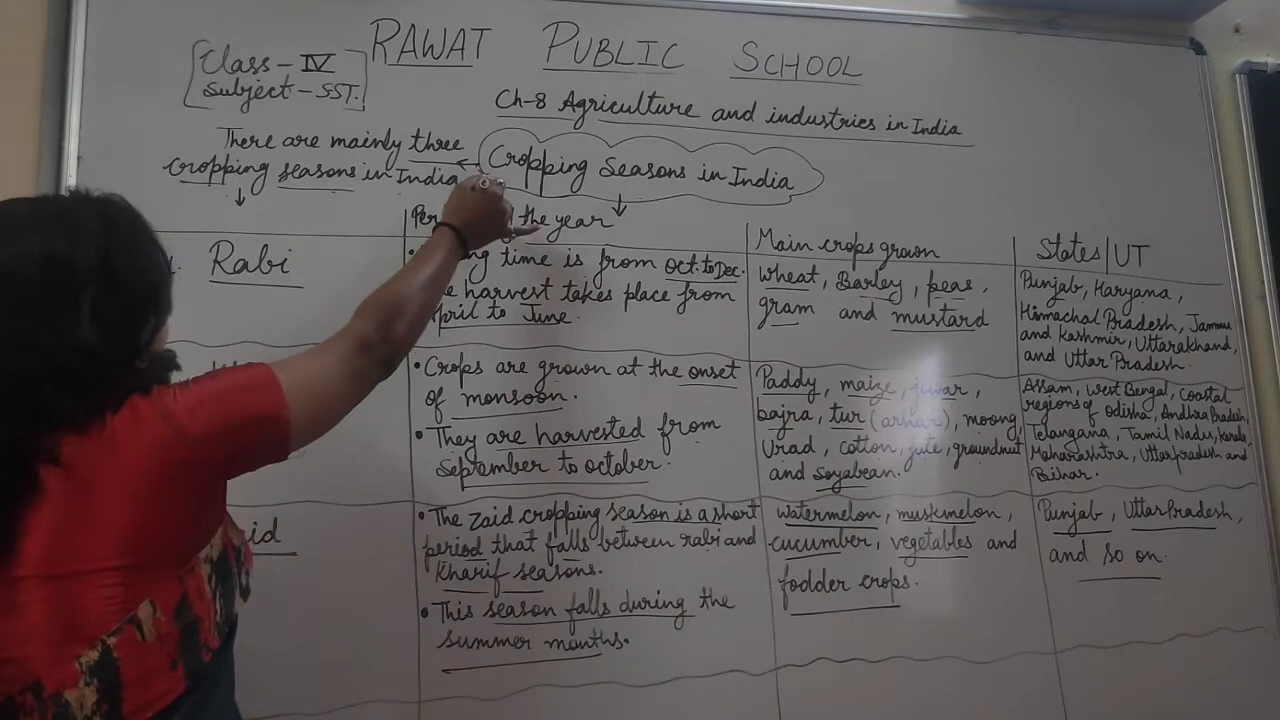 RAWAT PUBLIC SCHOOL
Class - IV
Subject - SST.
Ch-8 Agriculture and industries in India
Cropping Seasons in India
There are mainly three
cropping seasons in India
the year
Main crops grown
States/UT
Rabi
time is from Oct. to Dec.
harvest takes place from
to June.
wheat, Barley, peas,
gram and mustard
Punjab, Haryana,
Himachal Pradesh, Jammu
and Kashmir, Uttarakhand,
and Uttar Pradesh.
• Crops are grown at the onset
of monsoon.
• They are harvested from
September to october.
Paddy, maize, jowar,
bajra, tur (arhar), moong,
Urad, cotton, jute, groundnut
and Soyabean.
Assam, West Bengal, coastal
regions of Odisha, Andhra Pradesh,
Telangana, Tamil Nadu, Kerala,
Maharashtra, Uttar pradesh and
Bihar.
• The zaid cropping season is a short
period that falls between rabi and
Kharif seasons.
• This season falls during the
summer months.
watermelon, muskmelon,
cucumber, vegetables and
fodder crops.
Punjab, Uttar Pradesh,
and so on.